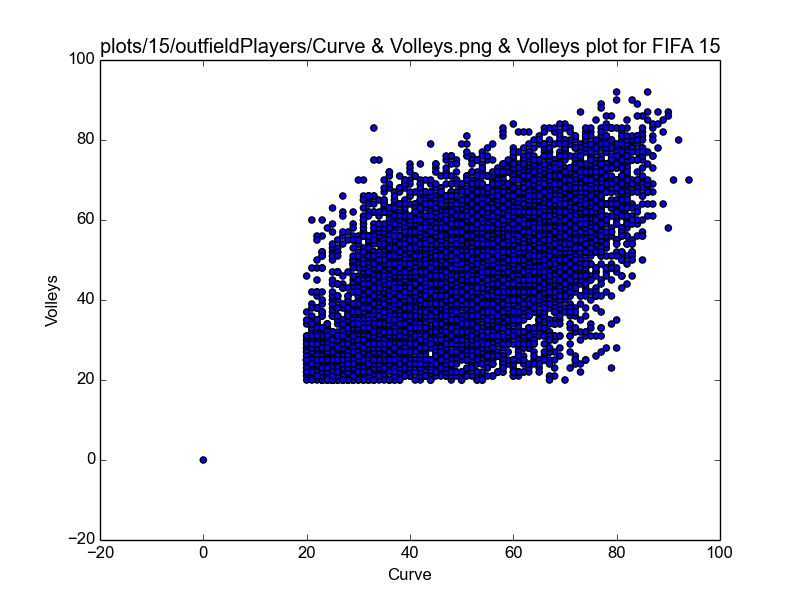 plots/15/outfieldPlayers/Curve & Volleys.png & Volleys plot for FIFA 15
100
80
60
40
20
0
−20
Volleys
−20 0 20 40 60 80 100
Curve